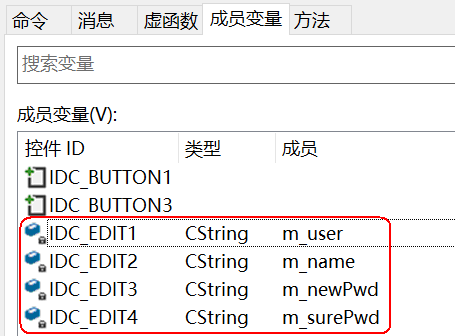 命令 消息 虚函数 成员变量 方法
搜索变量
成员变量(V):
控件 ID 类型 成员
IDC_BUTTON1
IDC_BUTTON3
IDC_EDIT1 CString m_user
IDC_EDIT2 CString m_name
IDC_EDIT3 CString m_newPwd
IDC_EDIT4 CString m_surePwd